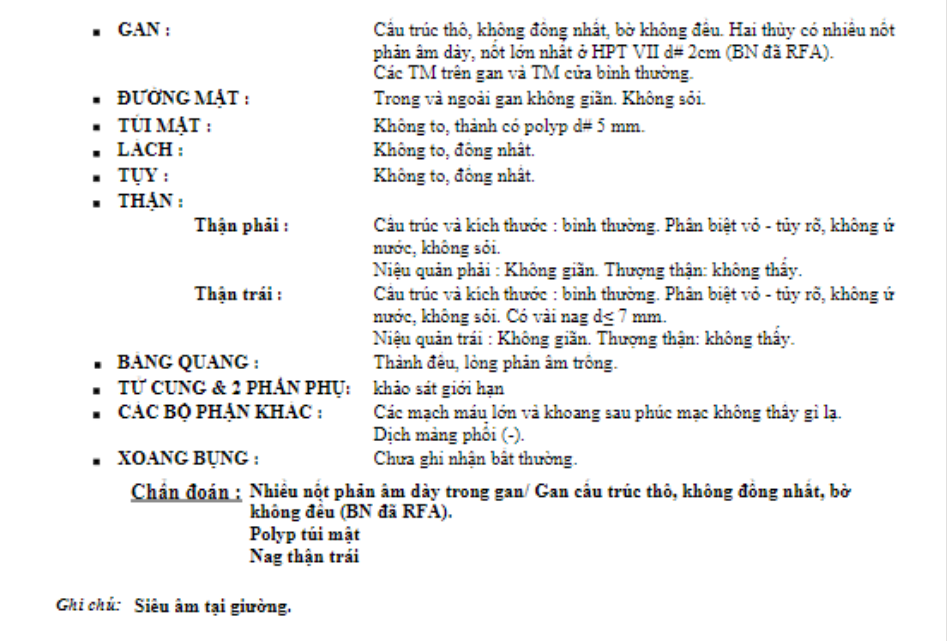 ▪ GAN : Cấu trúc thô, không đồng nhất, bờ không đều. Hai thùy có nhiều nốt
phản âm dày, nốt lớn nhất ở HPT VII d# 2cm (BN đã RFA).
Các TM trên gan và TM cửa bình thường.
▪ ĐƯỜNG MẬT : Trong và ngoài gan không giãn. Không sỏi.
▪ TÚI MẬT : Không to, thành có polyp d# 5 mm.
▪ LÁCH : Không to, đồng nhất.
▪ TỤY : Không to, đồng nhất.
▪ THẬN :
Thận phải : Cấu trúc và kích thước : bình thường. Phân biệt vỏ - tủy rõ, không ứ
nước, không sỏi.
Niệu quản phải : Không giãn. Thượng thận: không thấy.
Thận trái : Cấu trúc và kích thước : bình thường. Phân biệt vỏ - tủy rõ, không ứ
nước, không sỏi. Có vài nag d≤ 7 mm.
Niệu quản trái : Không giãn. Thượng thận: không thấy.
▪ BÀNG QUANG : Thành đều, lòng phản âm trống.
▪ TỬ CUNG & 2 PHẦN PHỤ: khảo sát giới hạn
▪ CÁC BỘ PHẬN KHÁC : Các mạch máu lớn và khoang sau phúc mạc không thấy gì lạ.
Dịch màng phổi (-).
▪ XOANG BỤNG : Chưa ghi nhận bất thường.
Chẩn đoán : Nhiều nốt phản âm dày trong gan/ Gan cấu trúc thô, không đồng nhất, bờ
không đều (BN đã RFA).
Polyp túi mật
Nag thận trái
Ghi chú: Siêu âm tại giường.